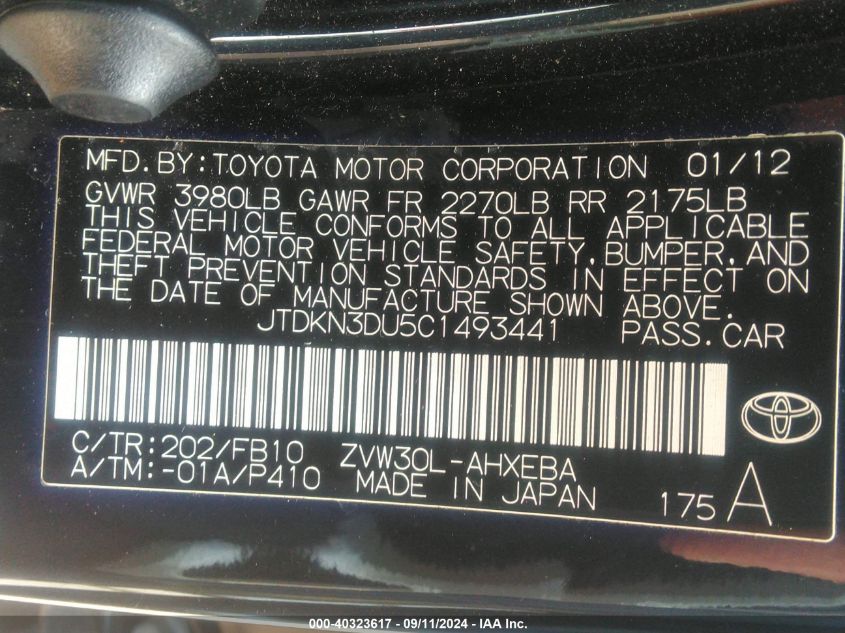 MFD.BY:TOYOTA MOTOR CORPORATION 01/12
GVWR 3980LB GAWR FR 2270LB RR 2175LB
THIS VEHICLE CONFORMS TO ALL APPLICABLE
FEDERAL MOTOR VEHICLE SAFETY,BUMPER,AND
THEFT PREVENTION STANDARDS IN EFFECT ON
THE DATE OF MANUFACTURE SHOWN ABOVE.
JTDKN3DU5C1493441 PASS.CAR
C/TR:202/FB10 ZVW30L-AHXEBA
A/TM:-01A/P410 MADE IN JAPAN 175 A
000-40323617 - 09/11/2024 - IAA Inc.